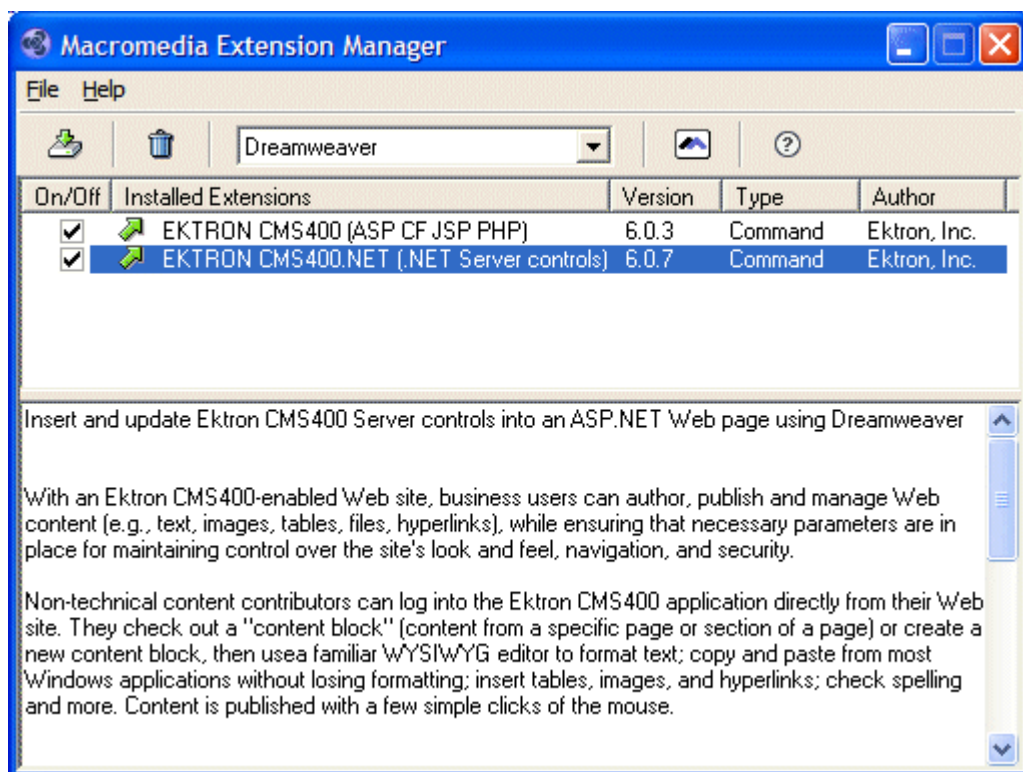 Macromedia Extension Manager
File Help
Dreamweaver
On/Off Installed Extensions Version Type Author
EKTRON CMS400 (ASP CF JSP PHP) 6.0.3 Command Ektron, Inc.
EKTRON CMS400.NET (.NET Server controls) 6.0.7 Command Ektron, Inc.
Insert and update Ektron CMS400 Server controls into an ASP.NET Web page using Dreamweaver
With an Ektron CMS400-enabled Web site, business users can author, publish and manage Web
content (e.g., text, images, tables, files, hyperlinks), while ensuring that necessary parameters are in
place for maintaining control over the site's look and feel, navigation, and security.
Non-technical content contributors can log into the Ektron CMS400 application directly from their Web
site. They check out a "content block" (content from a specific page or section of a page) or create a
new content block, then usea familiar WYSIWYG editor to format text; copy and paste from most
Windows applications without losing formatting; insert tables, images, and hyperlinks; check spelling
and more. Content is published with a few simple clicks of the mouse.